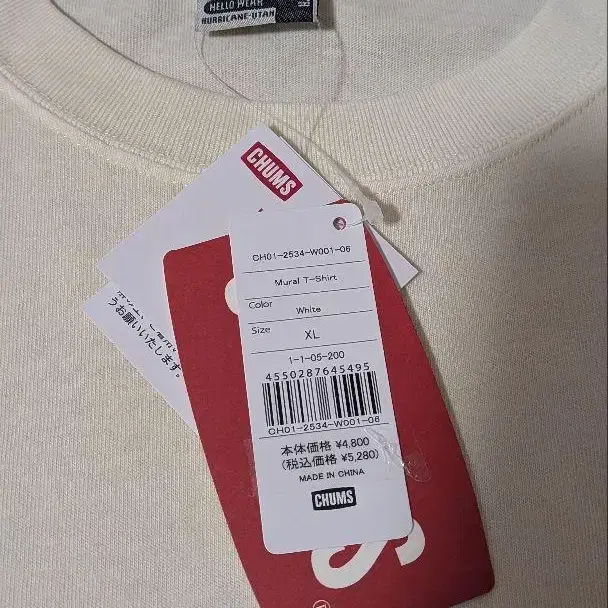 HELLO WEAR
HURRICANE-UTAH
CHUMS
うお願いいたします。
CH01-2534-W001-06
Mural T-Shirt
Color
White
Size
XL
1-1-05-200
4550287645495
CH01-2534-W001-06
本体価格 ¥4,800
(税込価格 ¥5,280)
MADE IN CHINA
CHUMS
S